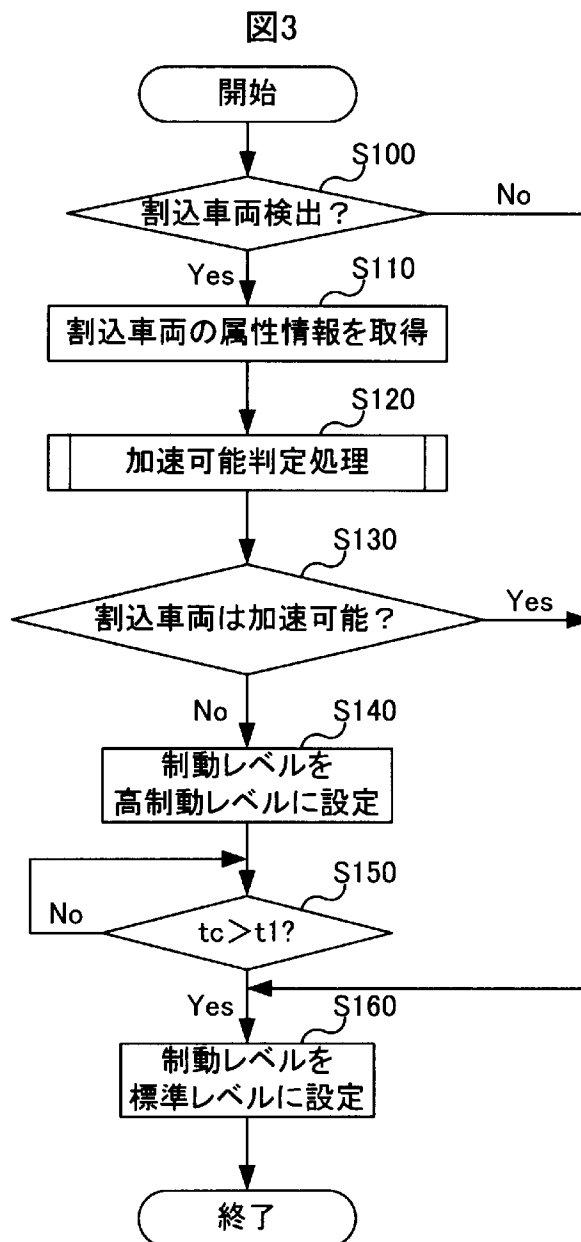 図3
開始
S100
割込車両検出？
No
Yes
S110
割込車両の属性情報を取得
S120
加速可能判定処理
S130
割込車両は加速可能？
Yes
No
S140
制動レベルを
高制動レベルに設定
S150
No
tc＞t1?
Yes
S160
制動レベルを
標準レベルに設定
終了